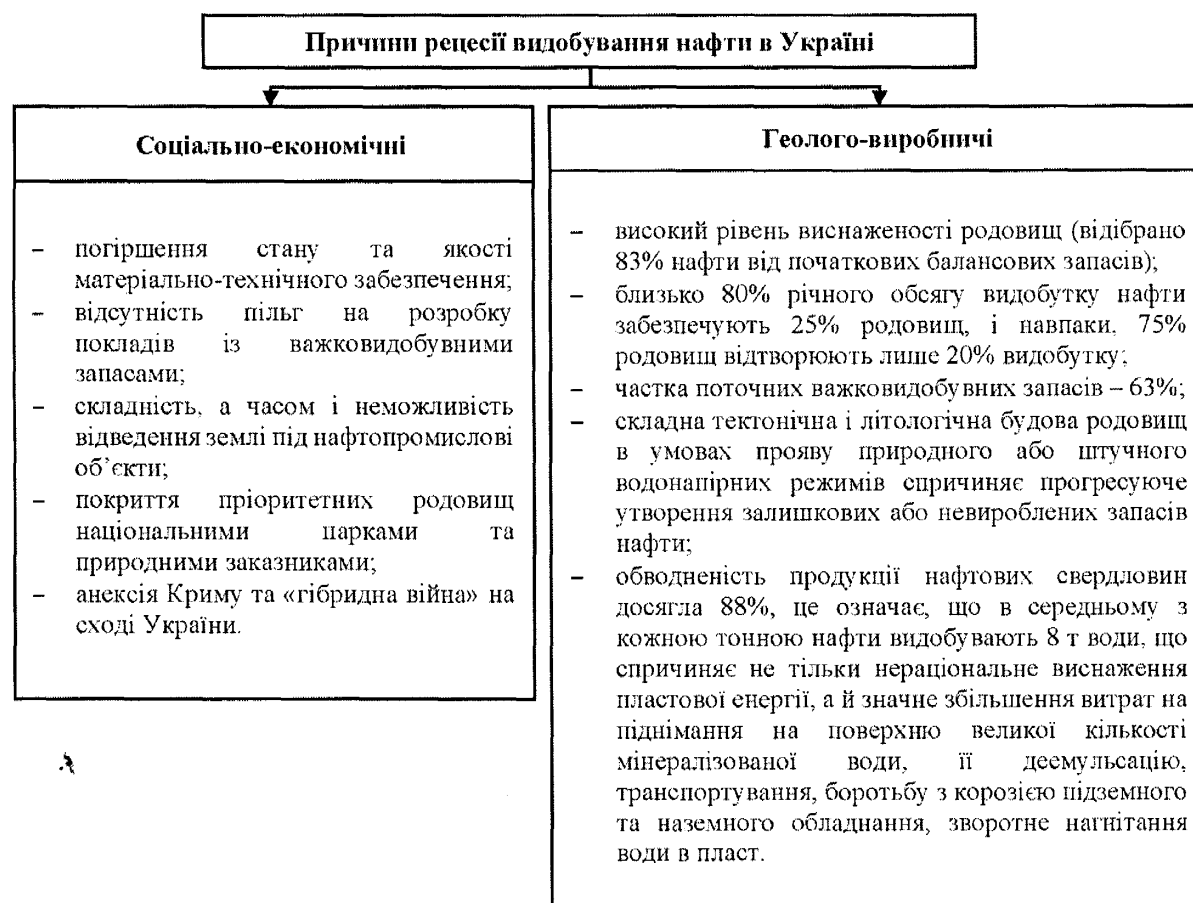 Причини рецесії видобування нафти в Україні
Соціально-економічні
– погіршення стану та якості
матеріально-технічного забезпечення;
– відсутність пільг на розробку
покладів із важковидобувними
запасами;
– складність, а часом і неможливість
відведення землі під нафтопромислові
об’єкти;
– покриття пріоритетних родовищ
національними парками та
природними заказниками;
– анексія Криму та «гібридна війна» на
сході України.
Геолого-виробничі
– високий рівень виснаженості родовищ (відібрано
83% нафти від початкових балансових запасів);
– близько 80% річного обсягу видобутку нафти
забезпечують 25% родовищ, і навпаки, 75%
родовищ відтворюють лише 20% видобутку;
– частка поточних важковидобувних запасів – 63%;
– складна тектонічна і літологічна будова родовищ
в умовах прояву природного або штучного
водонапірних режимів спричиняє прогресуюче
утворення залишкових або невироблених запасів
нафти;
– обводненість продукції нафтових свердловин
досягла 88%, це означає, що в середньому з
кожною тонною нафти видобувають 8 т води, що
спричиняє не тільки нераціональне виснаження
пластової енергії, а й значне збільшення витрат на
піднімання на поверхню великої кількості
мінералізованої води, її деемульсацію,
транспортування, боротьбу з корозією підземного
та наземного обладнання, зворотне нагнітання
води в пласт.